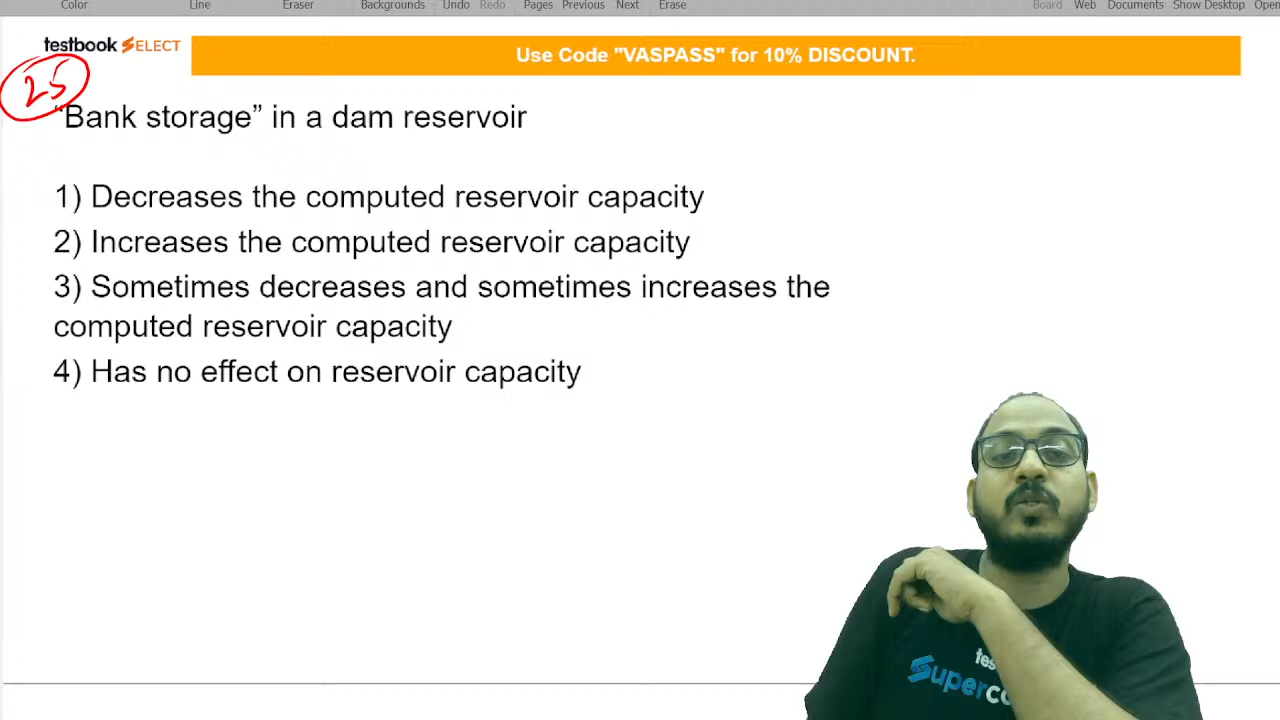 Color Line Eraser Backgrounds Undo Redo Pages Previous Next Erase Board Web Documents Show Desktop Open
testbook SELECT
Use Code "VASPASS" for 10% DISCOUNT.
25
“Bank storage” in a dam reservoir
1) Decreases the computed reservoir capacity
2) Increases the computed reservoir capacity
3) Sometimes decreases and sometimes increases the
computed reservoir capacity
4) Has no effect on reservoir capacity